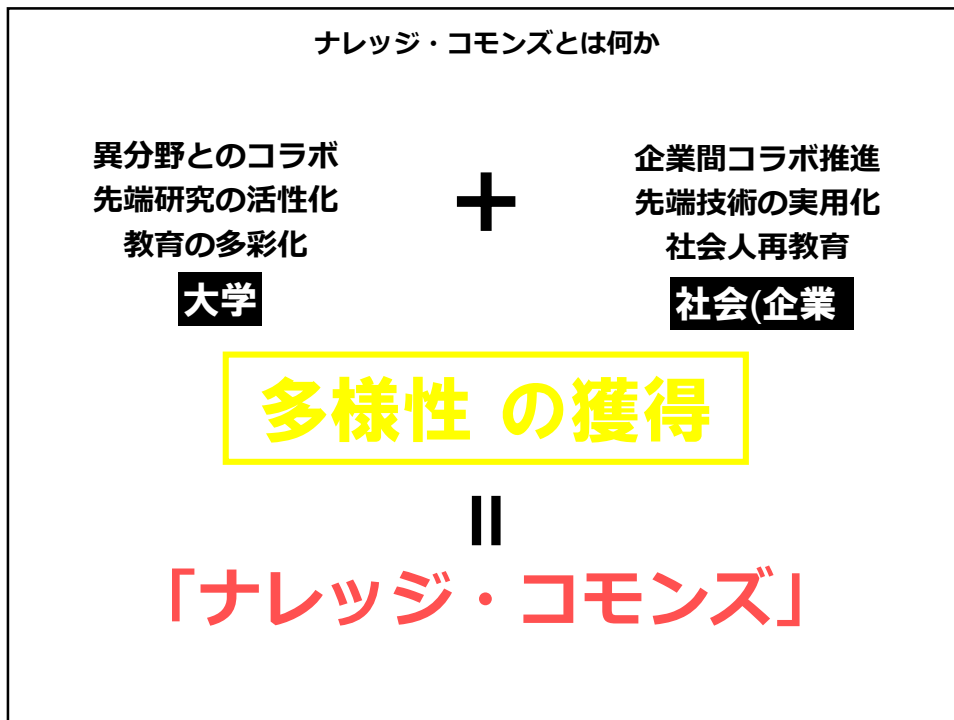 ナレッジ・コモンズとは何か
異分野とのコラボ
先端研究の活性化
教育の多彩化
大学
+
企業間コラボ推進
先端技術の実用化
社会人再教育
社会(企業
多様性 の獲得
=
「ナレッジ・コモンズ」